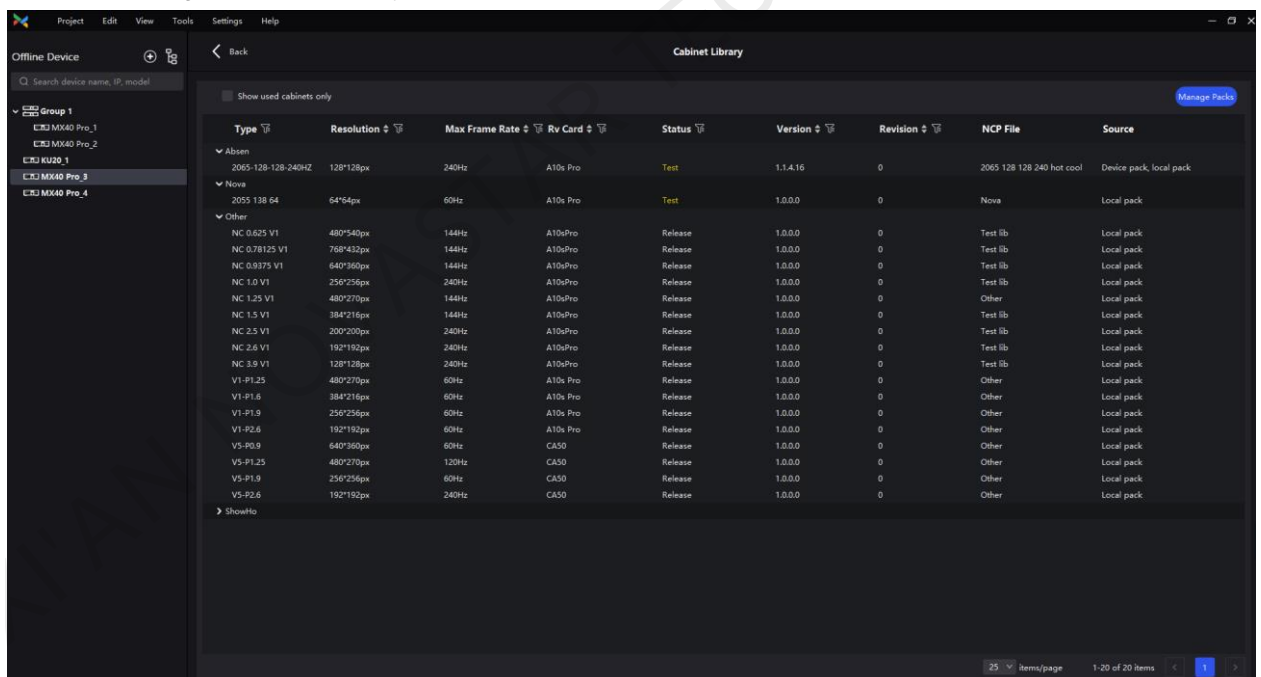 Project Edit View Tools Settings Help
Offline Device
Back
Cabinet Library
Search device name, IP, model
Show used cabinets only
Manage Packs
Group 1
MX40 Pro_1
MX40 Pro_2
KU20_1
MX40 Pro_3
MX40 Pro_4
Type Resolution Max Frame Rate Rv Card Status Version Revision NCP File Source
Absen
2065-128-128-240HZ 128*128px 240Hz A10s Pro Test 1.1.4.16 0 2065 128 128 240 hot cool Device pack, local pack
Nova
2055 138 64 64*64px 60Hz A10s Pro Test 1.0.0.0 0 Nova Local pack
Other
NC 0.625 V1 480*540px 144Hz A10sPro Release 1.0.0.0 0 Test lib Local pack
NC 0.78125 V1 768*432px 144Hz A10sPro Release 1.0.0.0 0 Test lib Local pack
NC 0.9375 V1 640*360px 144Hz A10sPro Release 1.0.0.0 0 Test lib Local pack
NC 1.0 V1 256*256px 240Hz A10sPro Release 1.0.0.0 0 Test lib Local pack
NC 1.25 V1 480*270px 144Hz A10sPro Release 1.0.0.0 0 Other Local pack
NC 1.5 V1 384*216px 144Hz A10sPro Release 1.0.0.0 0 Test lib Local pack
NC 2.5 V1 200*200px 240Hz A10sPro Release 1.0.0.0 0 Test lib Local pack
NC 2.6 V1 192*192px 240Hz A10sPro Release 1.0.0.0 0 Test lib Local pack
NC 3.9 V1 128*128px 240Hz A10sPro Release 1.0.0.0 0 Test lib Local pack
V1-P1.25 480*270px 60Hz A10s Pro Release 1.0.0.0 0 Other Local pack
V1-P1.6 384*216px 60Hz A10s Pro Release 1.0.0.0 0 Other Local pack
V1-P1.9 256*256px 60Hz A10s Pro Release 1.0.0.0 0 Other Local pack
V1-P2.6 192*192px 60Hz A10s Pro Release 1.0.0.0 0 Other Local pack
V5-P0.9 640*360px 60Hz CA50 Release 1.0.0.0 0 Other Local pack
V5-P1.25 480*270px 120Hz CA50 Release 1.0.0.0 0 Other Local pack
V5-P1.9 256*256px 60Hz CA50 Release 1.0.0.0 0 Other Local pack
V5-P2.6 192*192px 240Hz CA50 Release 1.0.0.0 0 Other Local pack
ShowHo
25 items/page 1-20 of 20 items 1